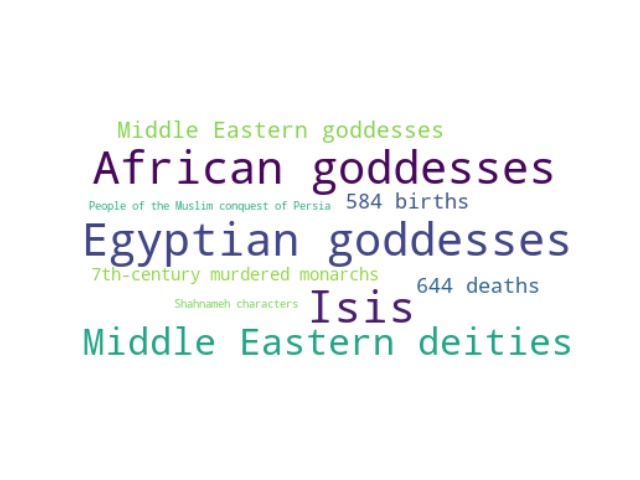 Middle Eastern goddesses
African goddesses
People of the Muslim conquest of Persia 584 births
Egyptian goddesses
7th-century murdered monarchs
644 deaths
Shahnameh characters
Isis
Middle Eastern deities